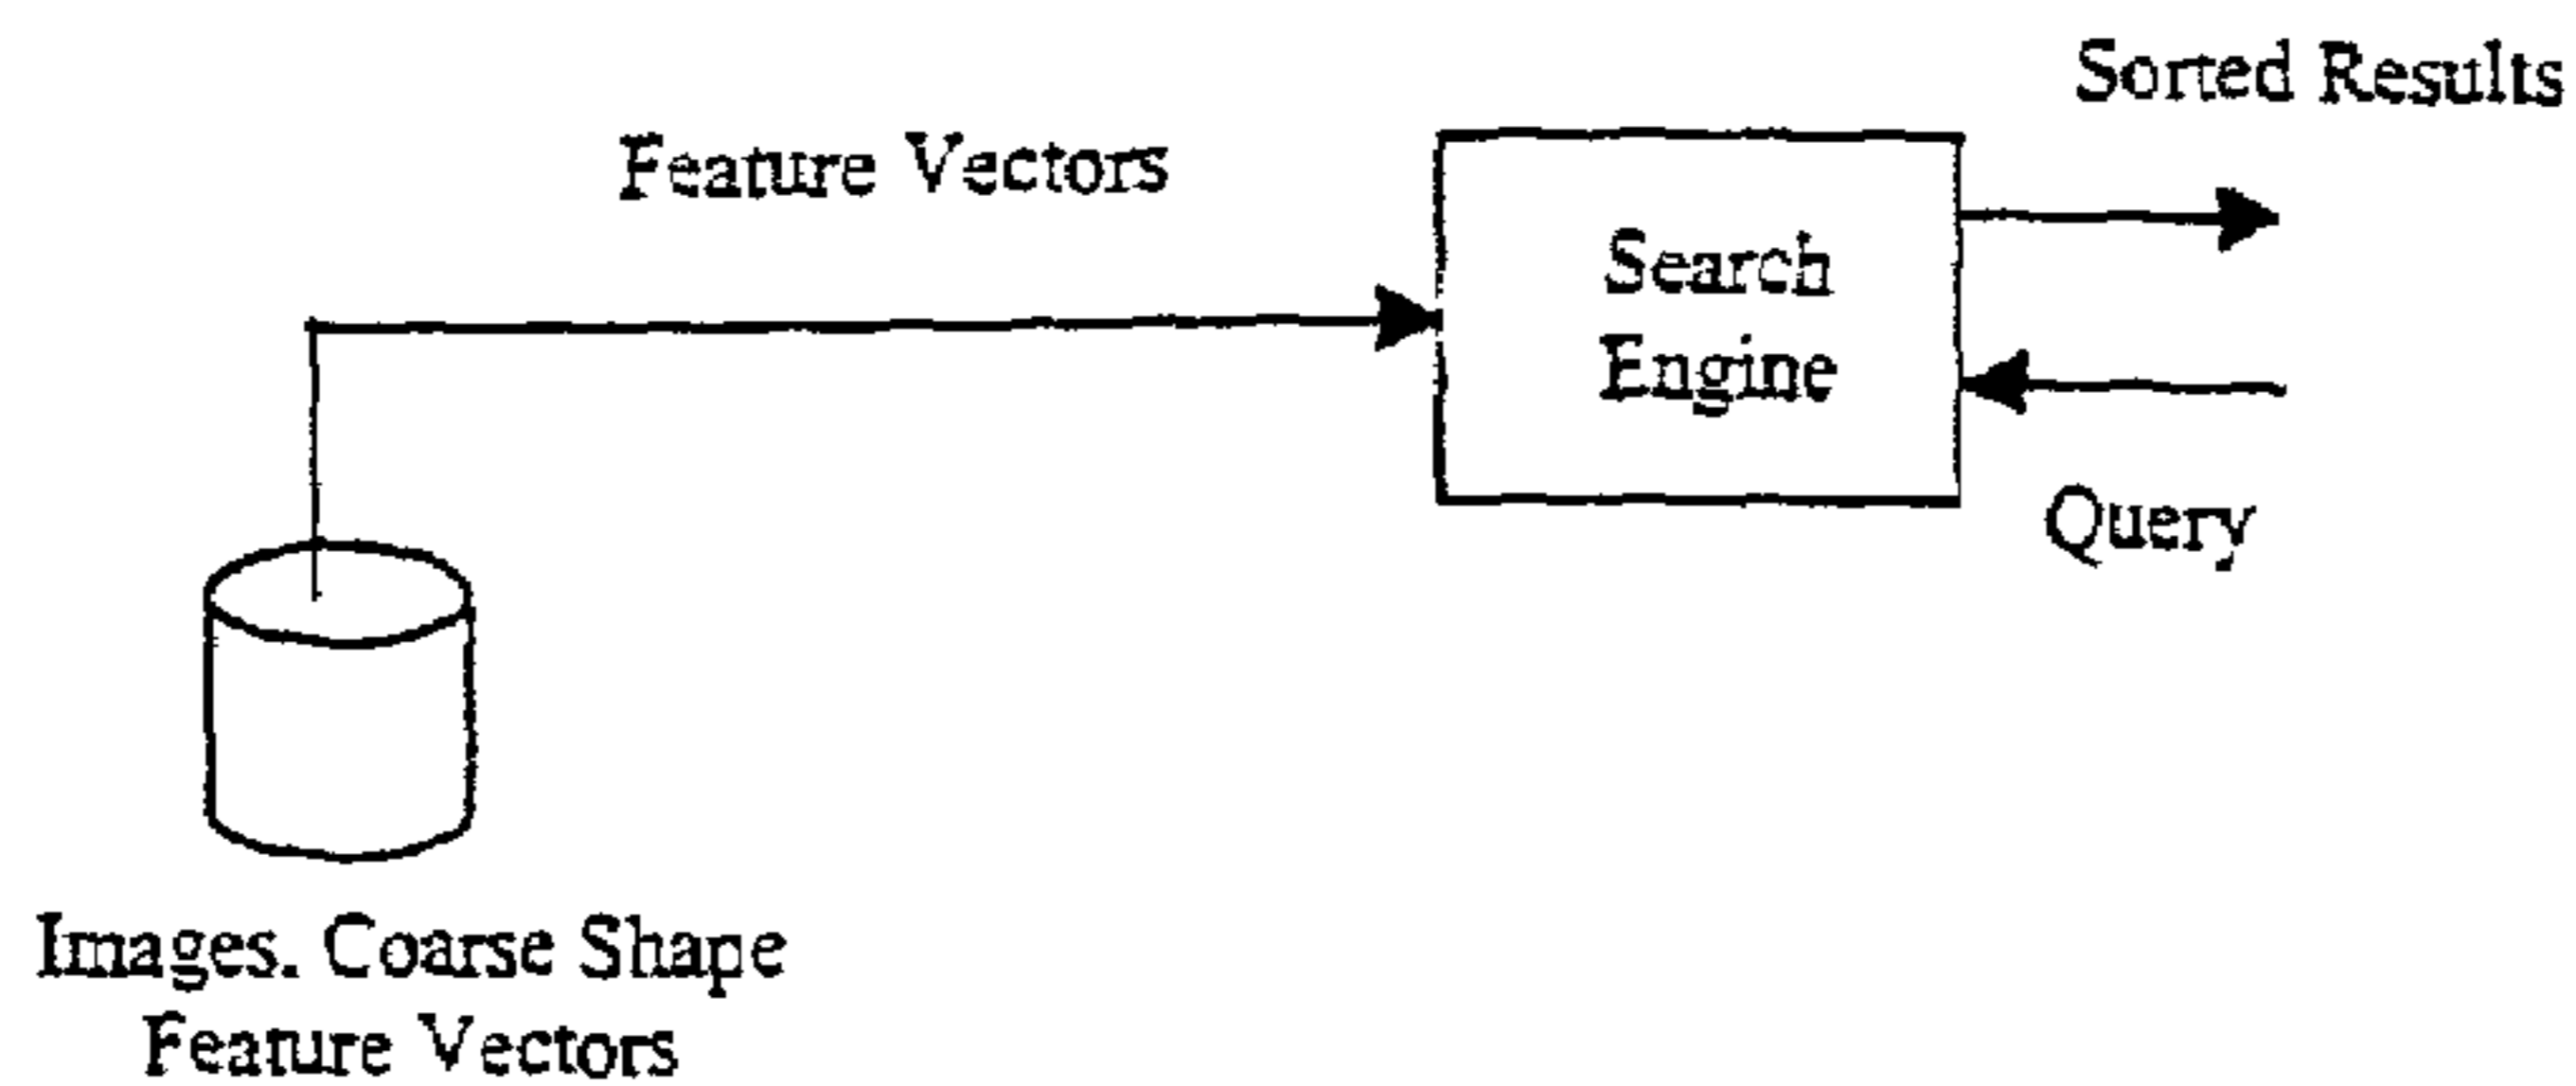 Sorted Results
Feature Vectors
Search
Engine
Query
Images. Coarse Shape
Feature Vectors